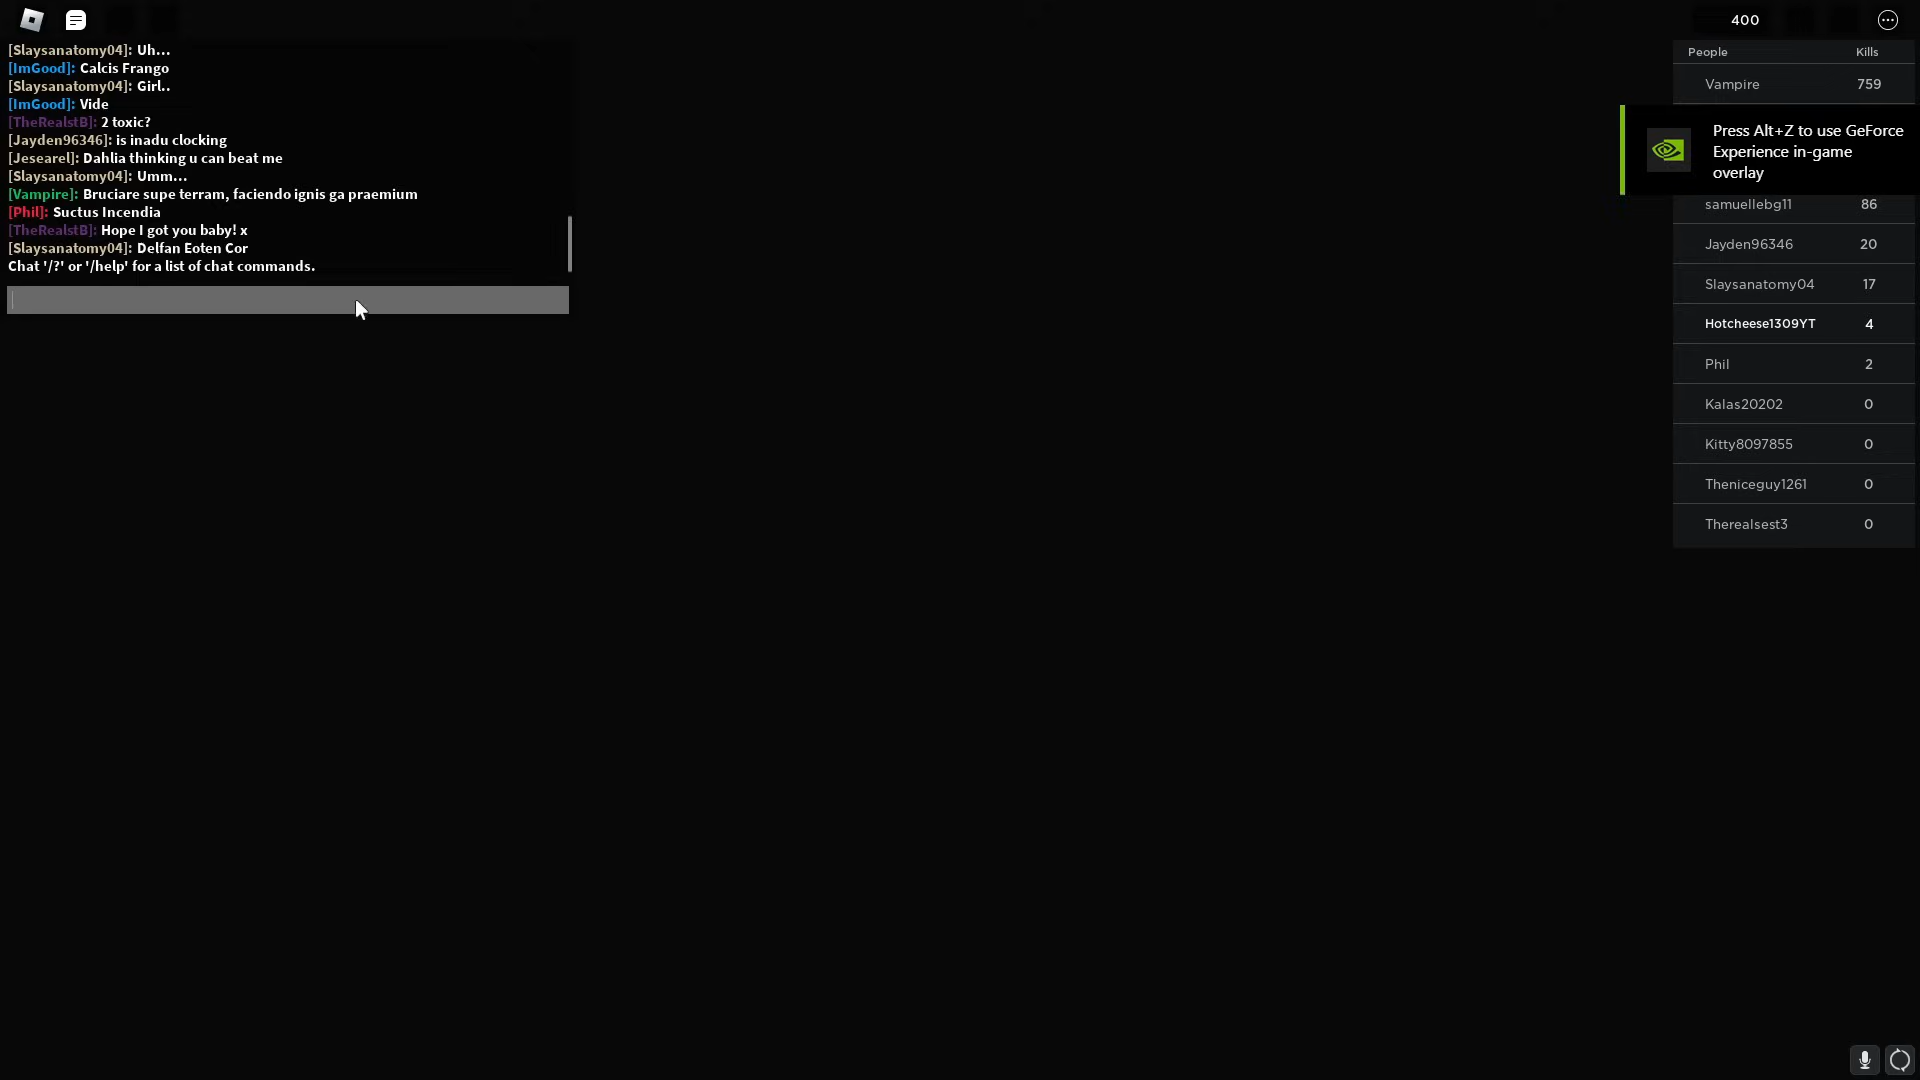 400
[Slaysanatomy04]: Uh...
[ImGood]: Calcis Frango
[Slaysanatomy04]: Girl..
[ImGood]: Vide
[TheRealstB]: 2 toxic?
[Jayden96346]: is inadu clocking
[Jesearel]: Dahlia thinking u can beat me
[Slaysanatomy04]: Umm...
[Vampire]: Bruciare supe terram, faciendo ignis ga praemium
[Phil]: Suctus Incendia
[TheRealstB]: Hope I got you baby! x
[Slaysanatomy04]: Delfan Eoten Cor
Chat '/?' or '/help' for a list of chat commands.
People Kills
Vampire 759
Press Alt+Z to use GeForce
Experience in-game
overlay
samuellebg11 86
Jayden96346 20
Slaysanatomy04 17
Hotcheese1309YT 4
Phil 2
Kalas20202 0
Kitty8097855 0
Theniceguy1261 0
Therealsest3 0